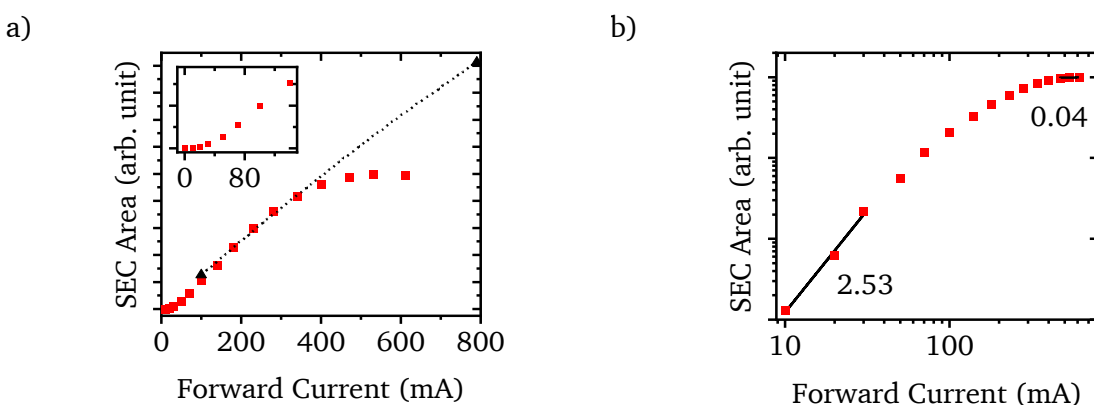 a)
SEC Area (arb. unit)
0 80
0 200 400 600 800
Forward Current (mA)
b)
SEC Area (arb. unit)
0.04
2.53
10 100
Forward Current (mA)